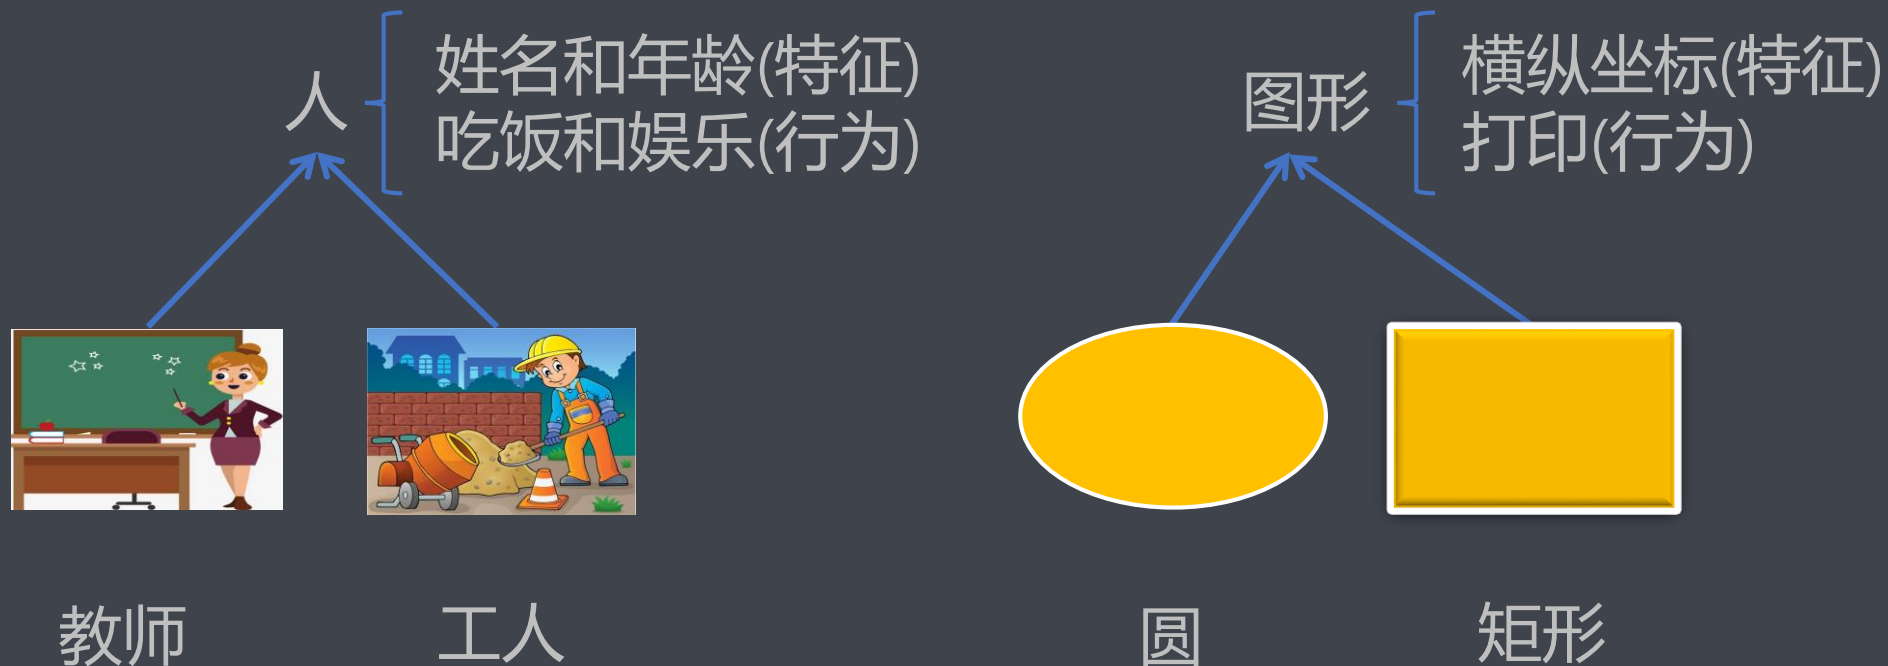 人
姓名和年龄(特征)
吃饭和娱乐(行为)
图形
横纵坐标(特征)
打印(行为)
教师
工人
圆
矩形